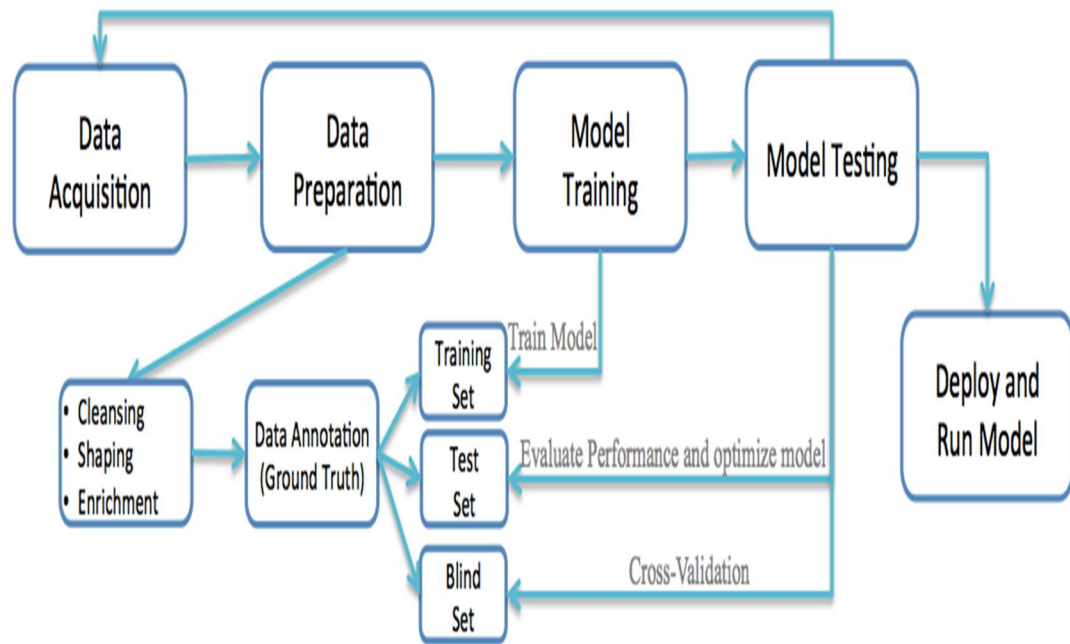 Data
Acquisition
Data
Preparation
Model
Training
Model Testing
Deploy and
Run Model
• Cleansing
• Shaping
• Enrichment
Data Annotation
(Ground Truth)
Training
Set
Test
Set
Blind
Set
Train Model
Evaluate Performance and optimize model
Cross-Validation